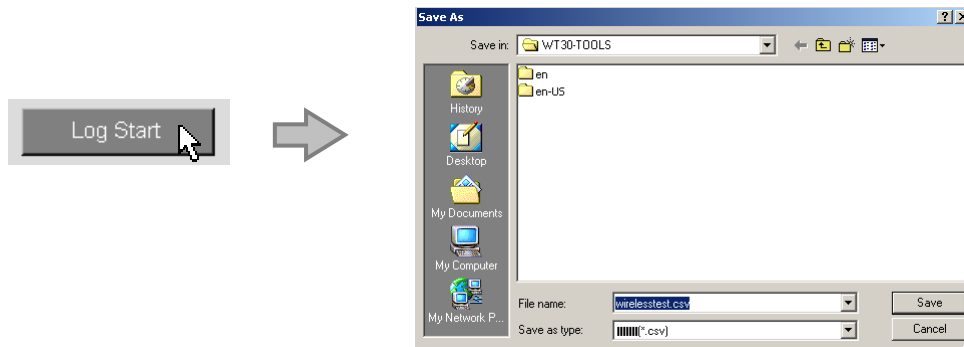 Log Start
Save As
Save in:
WT30-TOOLS
en
en-US
History
Desktop
My Documents
My Computer
My Network P...
File name:
wirelesstest.csv
Save
Save as type:
(*.csv)
Cancel